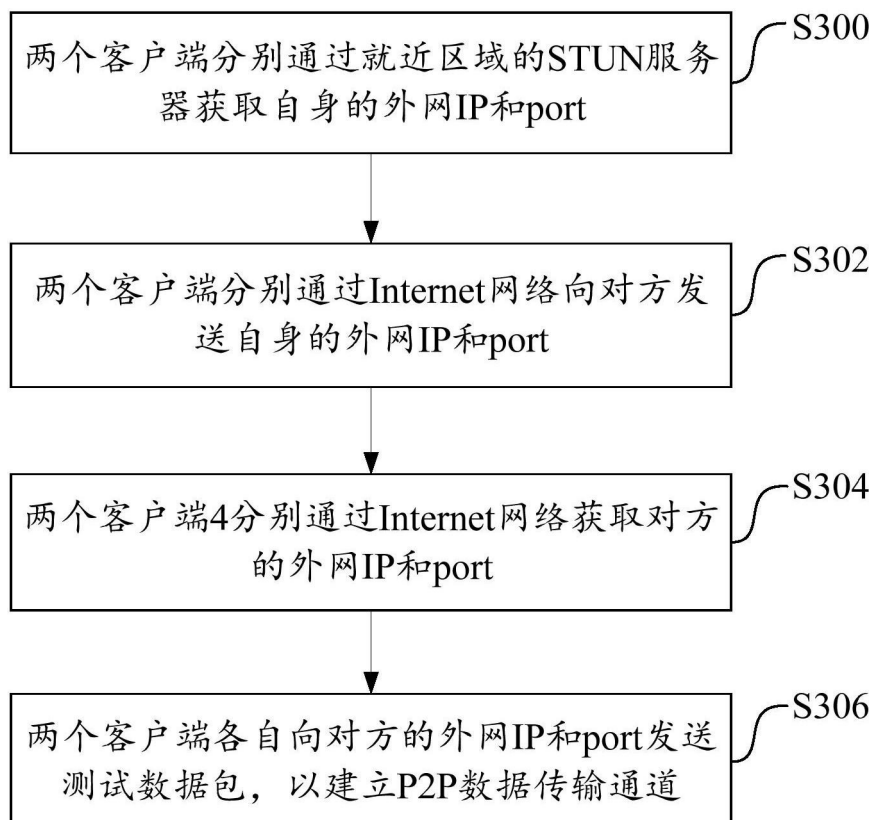 两个客户端分别通过就近区域的STUN服务
器获取自身的外网IP和port
S300
两个客户端分别通过Internet网络向对方发
送自身的外网IP和port
S302
两个客户端4分别通过Internet网络获取对方
的外网IP和port
S304
两个客户端各自向对方的外网IP和port发送
测试数据包，以建立P2P数据传输通道
S306